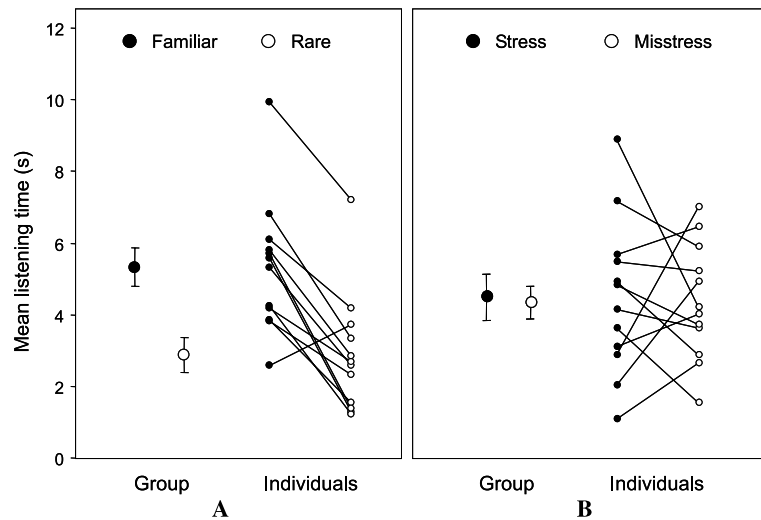 Mean listening time (s)
12
10
8
6
4
2
0
Familiar
Rare
Group
Individuals
A
Stress
Misstress
Group
Individuals
B